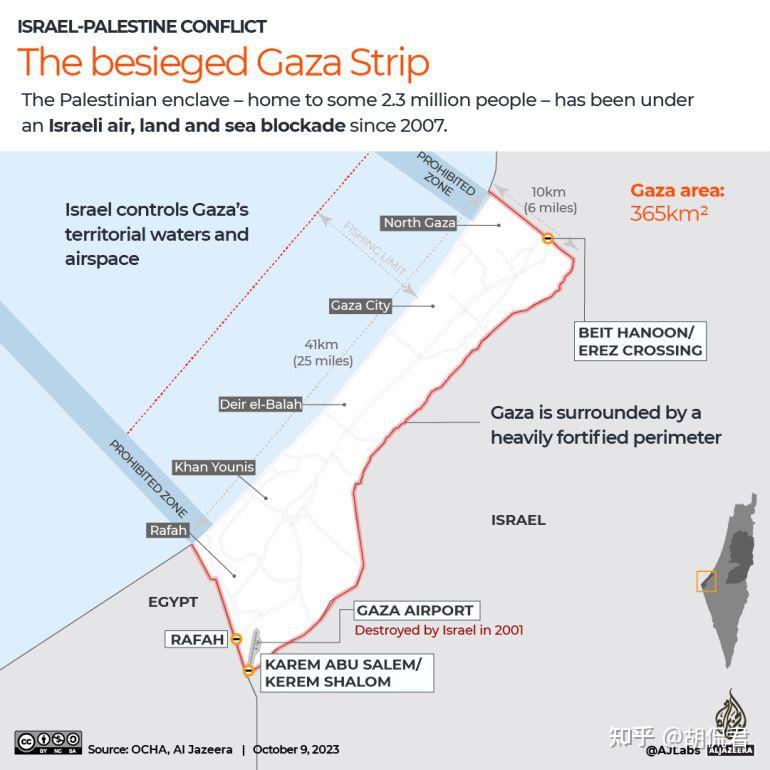 ISRAEL-PALESTINE CONFLICT
The besieged Gaza Strip
The Palestinian enclave – home to some 2.3 million people – has been under
an Israeli air, land and sea blockade since 2007.
PROHIBITED
ZONE
10km
(6 miles)
Gaza area:
365km²
Israel controls Gaza's
territorial waters and
airspace
North Gaza
FISHING LIMIT
Gaza City
BEIT HANOON/
EREZ CROSSING
41km
(25 miles)
Deir el-Balah
Gaza is surrounded by a
heavily fortified perimeter
PROHIBITED ZONE
Khan Younis
Rafah
ISRAEL
EGYPT
GAZA AIRPORT
Destroyed by Israel in 2001
RAFAH
KAREM ABU SALEM/
KEREM SHALOM
cc BY NC SA
Source: OCHA, Al Jazeera | October 9, 2023
@AJLabs ALJAZEERA
知乎 @胡侃君